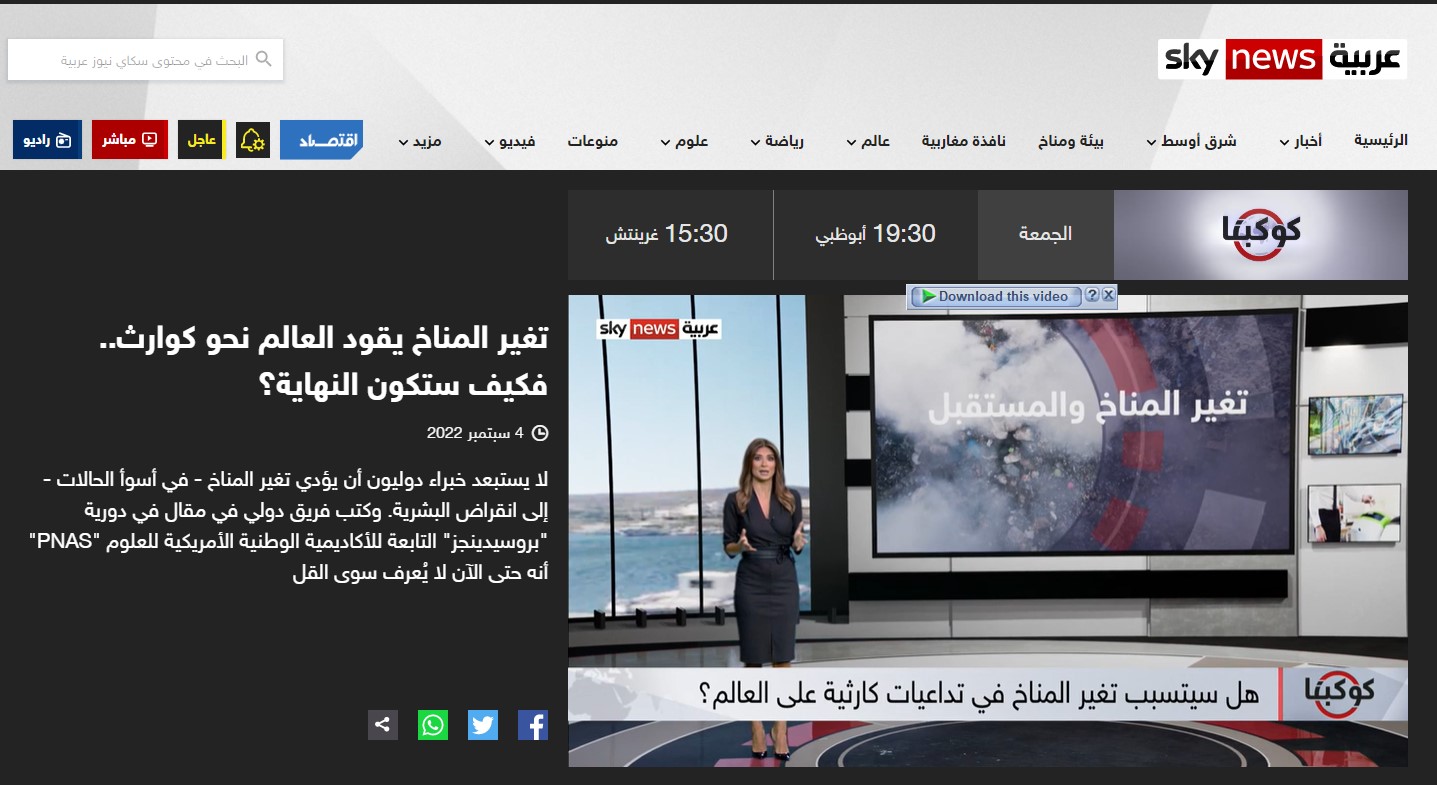 sky news عربية
البحث في محتوى سكاي نيوز عربية
الرئيسية
أخبار
شرق أوسط
بيئة ومناخ
نافذة مغاربية
عالم
رياضة
علوم
منوعات
فيديو
مزيد
اقتصاد
عاجل
مباشر
راديو
كوكبنا
الجمعة
19:30 أبوظبي
15:30 غرينتش
Download this video
?
X
sky news عربية
تغير المناخ والمستقبل
كوكبنا
هل سيتسبب تغير المناخ في تداعيات كارثية على العالم؟
تغير المناخ يقود العالم نحو كوارث..
فكيف ستكون النهاية؟
4 سبتمبر 2022
لا يستبعد خبراء دوليون أن يؤدي تغير المناخ - في أسوأ الحالات -
إلى انقراض البشرية. وكتب فريق دولي في مقال في دورية
"بروسيدينجز" التابعة للأكاديمية الوطنية الأمريكية للعلوم "PNAS"
أنه حتى الآن لا يُعرف سوى القل